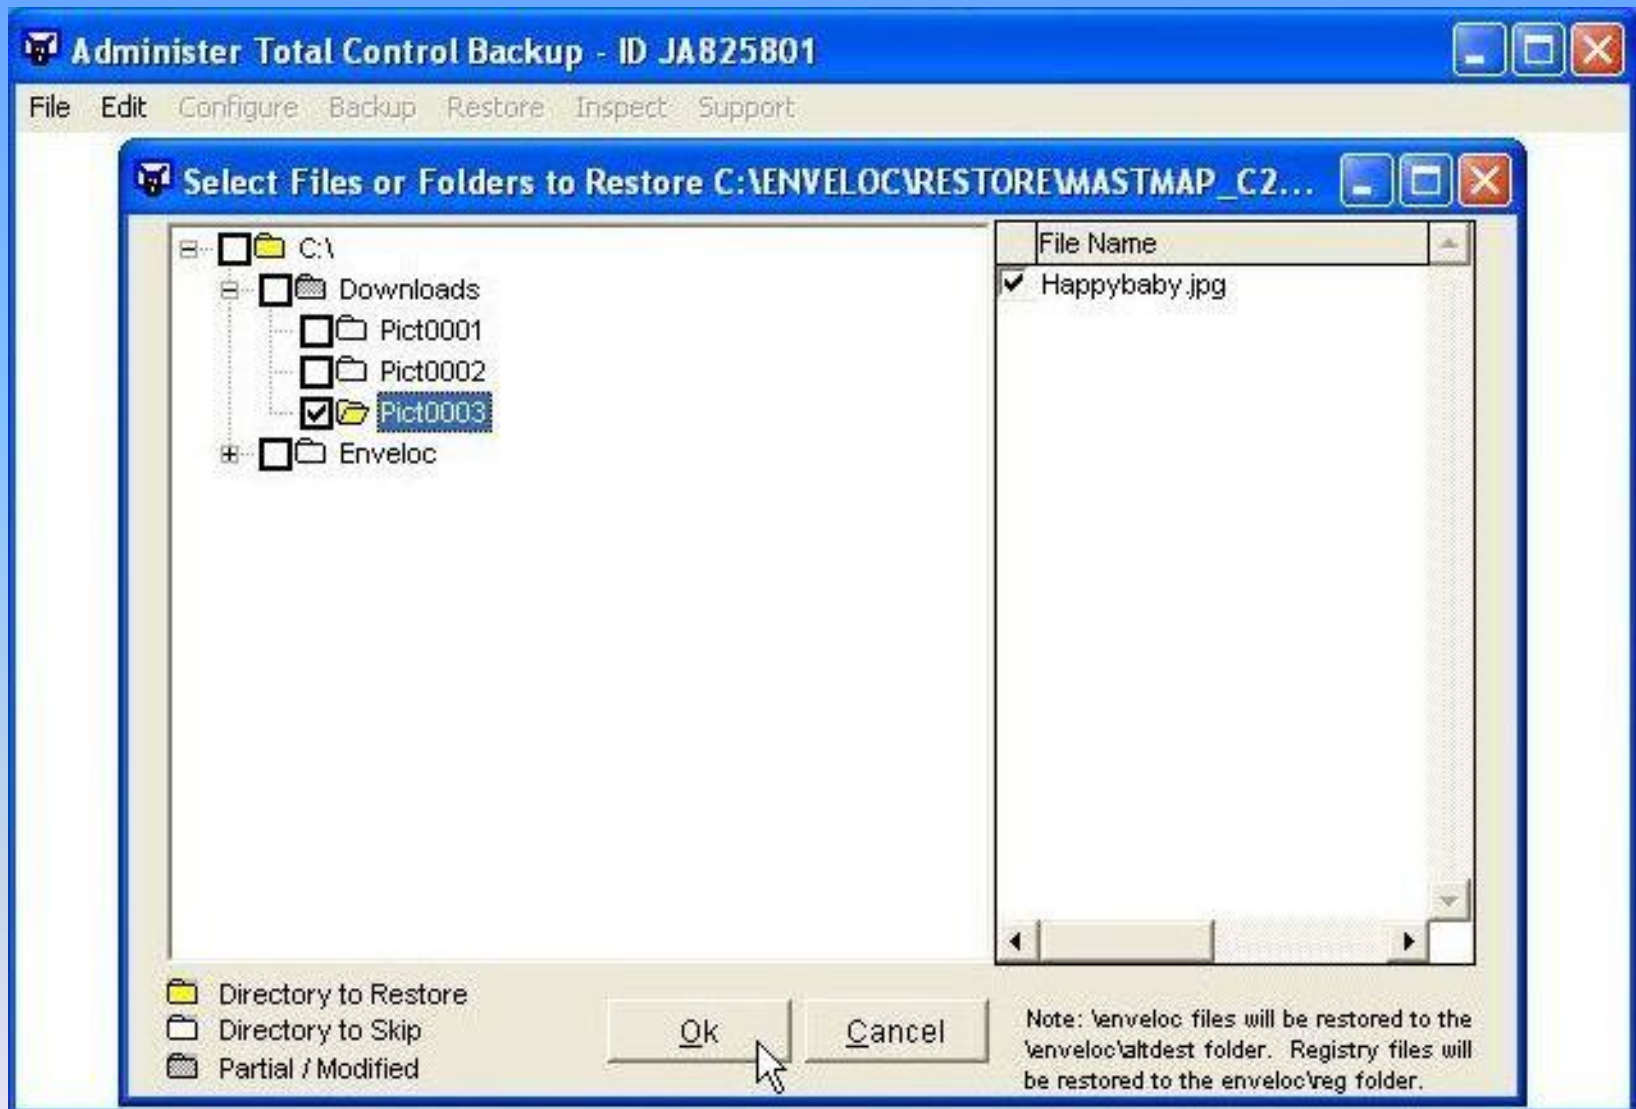 Administer Total Control Backup - ID JA825801
File Edit Configure Backup Restore Inspect Support
Select Files or Folders to Restore C:\ENVELOC\RESTORE\MASTMAP_C2...
C:\
File Name
Downloads
Happybaby.jpg
Pict0001
Pict0002
Pict0003
Enveloc
Directory to Restore
Directory to Skip
Partial / Modified
Ok
Cancel
Note: \enveloc files will be restored to the
\enveloc\altdest folder. Registry files will
be restored to the enveloc\reg folder.